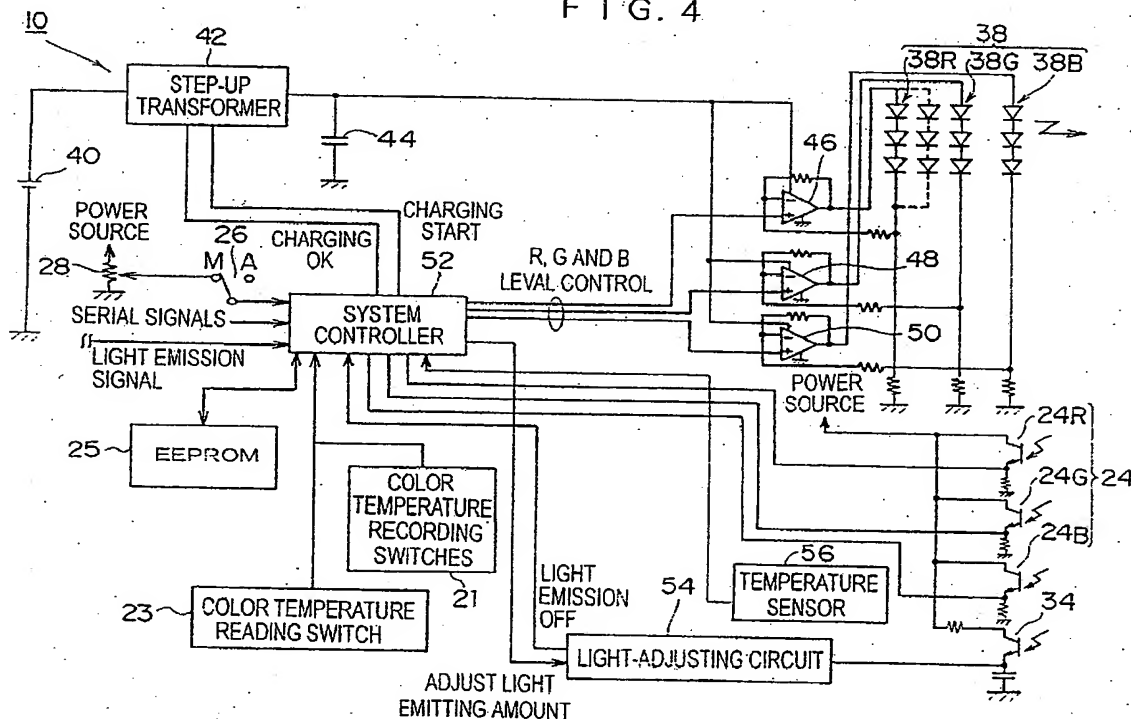 F I G. 4
10
42
STEP-UP
TRANSFORMER
44
40
38
38R
38G
38B
46
POWER
SOURCE
28
M
26
A
CHARGING
OK
CHARGING
START
52
R, G AND B
LEVAL CONTROL
48
SERIAL SIGNALS
SYSTEM
CONTROLLER
50
LIGHT EMISSION
SIGNAL
POWER
SOURCE
24R
24G
24
24B
25
EEPROM
COLOR
TEMPERATURE
RECORDING
SWITCHES
21
56
TEMPERATURE
SENSOR
34
23
COLOR TEMPERATURE
READING SWITCH
LIGHT
EMISSION
OFF
54
LIGHT-ADJUSTING CIRCUIT
ADJUST LIGHT
EMITTING AMOUNT